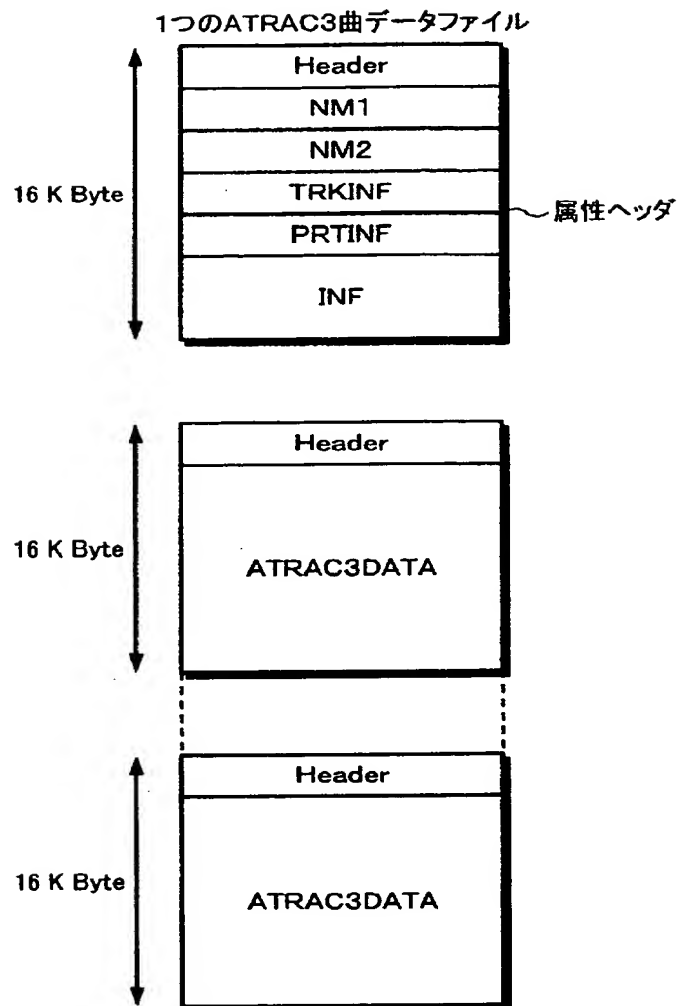 1つのATRAC3曲データファイル
Header
NM1
NM2
16 K Byte
TRKINF
属性ヘッダ
PRTINF
INF
Header
16 K Byte
ATRAC3DATA
Header
16 K Byte
ATRAC3DATA